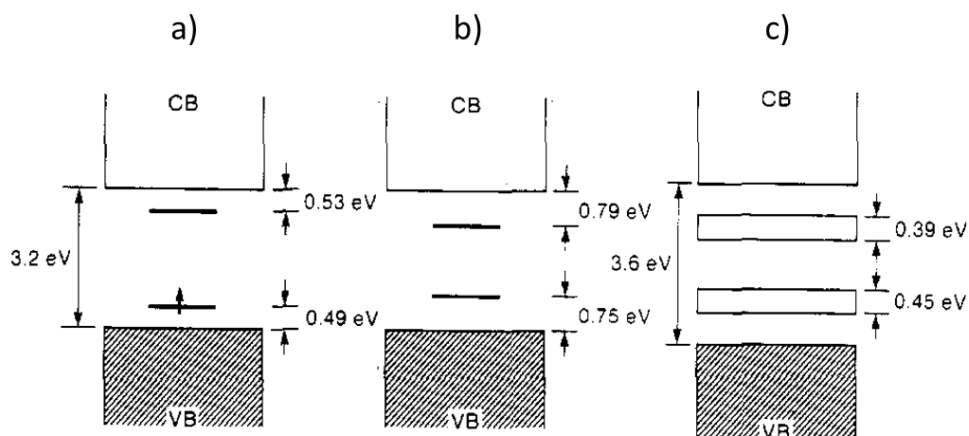 a) b) c)
CB CB CB
0.53 eV 0.79 eV 0.39 eV
3.2 eV 3.6 eV
0.49 eV 0.75 eV 0.45 eV
VB VB VB